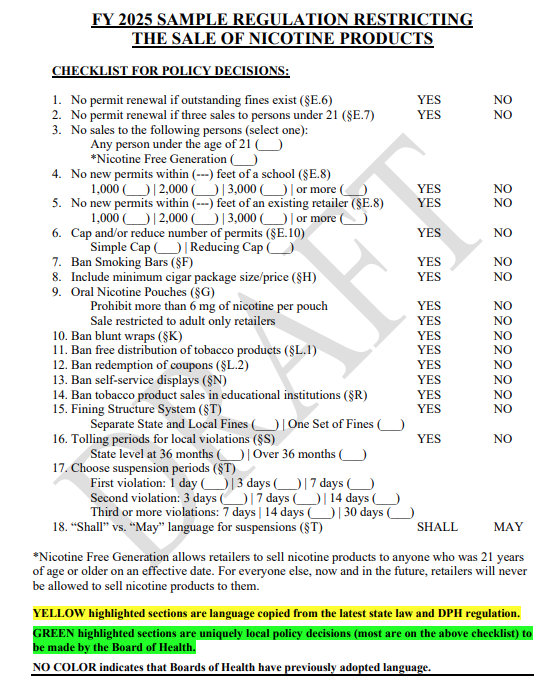 FY 2025 SAMPLE REGULATION RESTRICTING
THE SALE OF NICOTINE PRODUCTS
CHECKLIST FOR POLICY DECISIONS:
1. No permit renewal if outstanding fines exist (§E.6) YES NO
2. No permit renewal if three sales to persons under 21 (§E.7) YES NO
3. No sales to the following persons (select one):
Any person under the age of 21 (___)
*Nicotine Free Generation (___)
4. No new permits within (---) feet of a school (§E.8)
1,000 (___) | 2,000 (___) | 3,000 (___) | or more (___) YES NO
5. No new permits within (---) feet of an existing retailer (§E.8) YES NO
1,000 (___) | 2,000 (___) | 3,000 (___) | or more (___)
6. Cap and/or reduce number of permits (§E.10) YES NO
Simple Cap (___) | Reducing Cap (___)
7. Ban Smoking Bars (§F) YES NO
8. Include minimum cigar package size/price (§H) YES NO
9. Oral Nicotine Pouches (§G)
Prohibit more than 6 mg of nicotine per pouch YES NO
Sale restricted to adult only retailers YES NO
10. Ban blunt wraps (§K) YES NO
11. Ban free distribution of tobacco products (§L.1) YES NO
12. Ban redemption of coupons (§L.2) YES NO
13. Ban self-service displays (§N) YES NO
14. Ban tobacco product sales in educational institutions (§R) YES NO
15. Fining Structure System (§T) YES NO
Separate State and Local Fines (___) | One Set of Fines (___)
16. Tolling periods for local violations (§S) YES NO
State level at 36 months (___) | Over 36 months (___)
17. Choose suspension periods (§T)
First violation: 1 day (___) | 3 days (___) | 7 days (___)
Second violation: 3 days (___) | 7 days (___) | 14 days (___)
Third or more violations: 7 days | 14 days (___) | 30 days (___)
18. “Shall” vs. “May” language for suspensions (§T) SHALL MAY
*Nicotine Free Generation allows retailers to sell nicotine products to anyone who was 21 years
of age or older on an effective date. For everyone else, now and in the future, retailers will never
be allowed to sell nicotine products to them.
YELLOW highlighted sections are language copied from the latest state law and DPH regulation.
GREEN highlighted sections are uniquely local policy decisions (most are on the above checklist) to
be made by the Board of Health.
NO COLOR indicates that Boards of Health have previously adopted language.
DRAFT